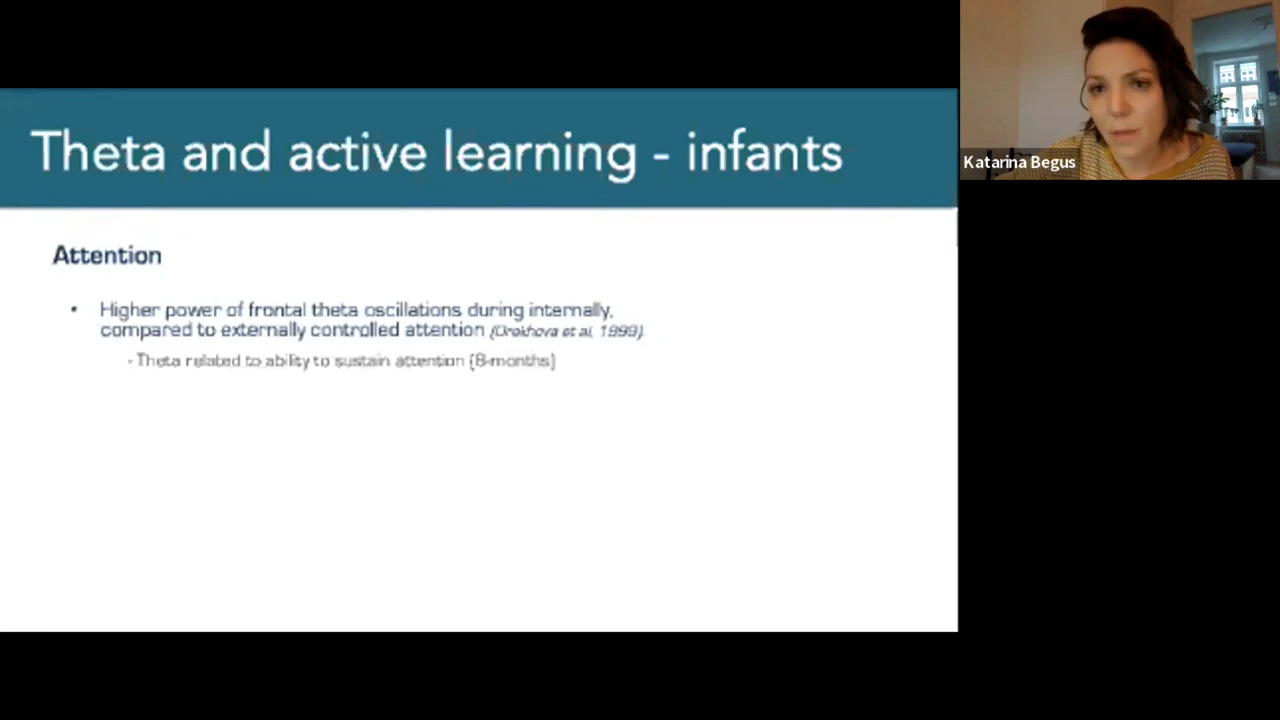 Theta and active learning - infants
Katarina Begus
Attention
• Higher power of frontal theta oscillations during internally,
compared to externally controlled attention (Orekhova et al, 1999).
- Theta related to ability to sustain attention (8-months)